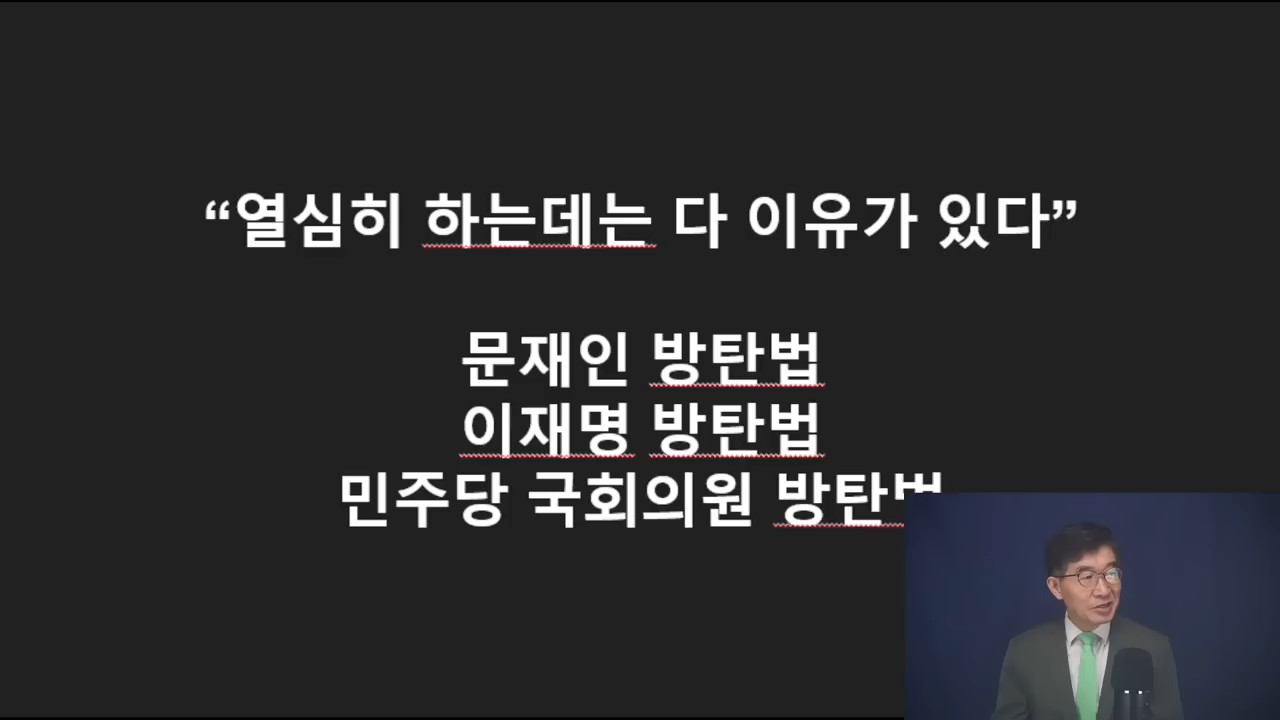 “열심히 하는데는 다 이유가 있다”
문재인 방탄법
이재명 방탄법
민주당 국회의원 방탄법